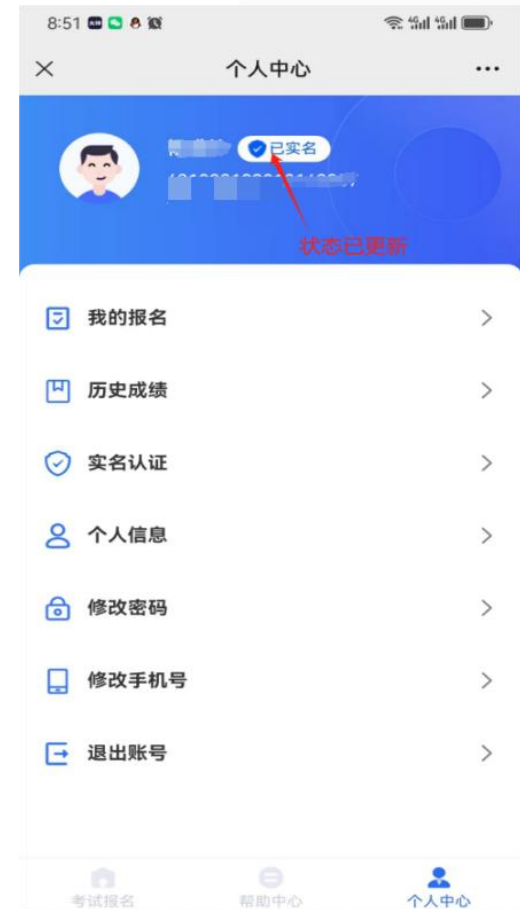 8:51
个人中心
已实名
状态已更新
我的报名
历史成绩
实名认证
个人信息
修改密码
修改手机号
退出账号
考试报名 帮助中心 个人中心